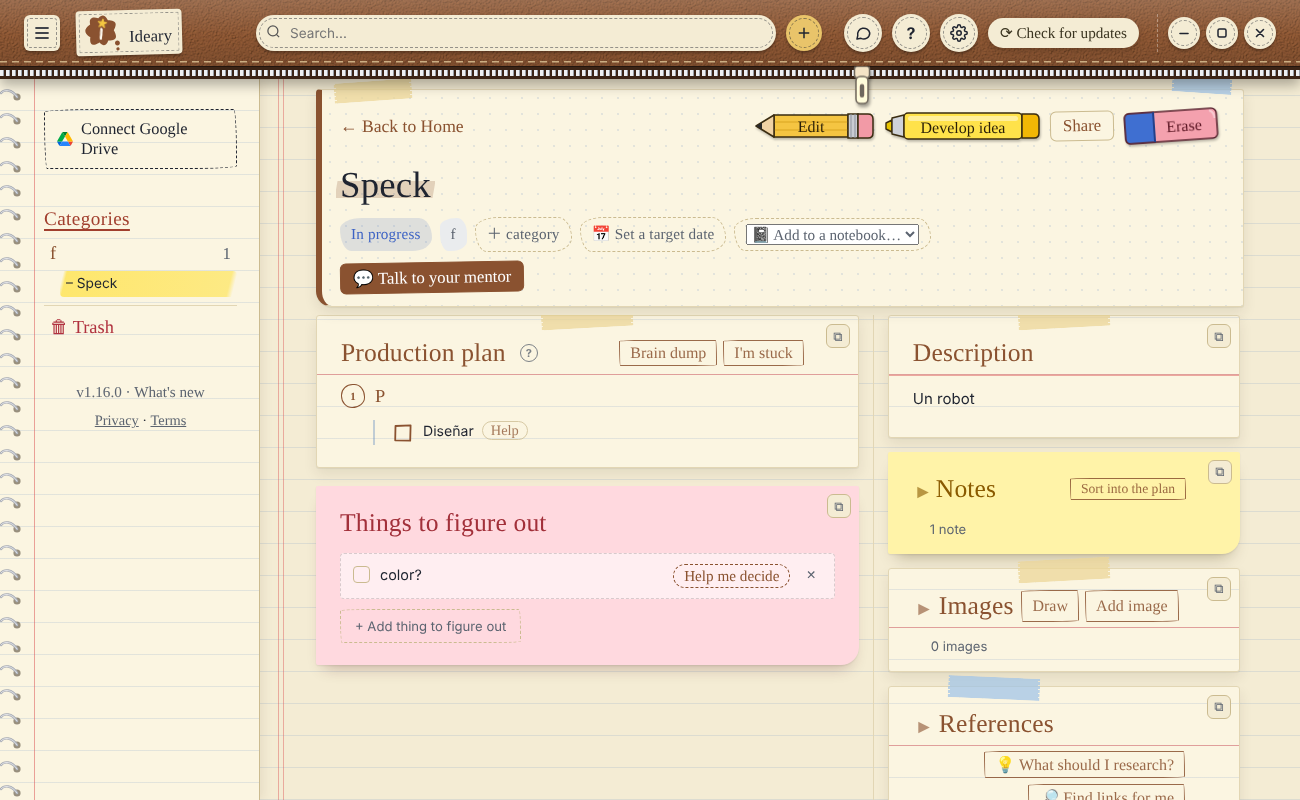 Ideary
Search...
⟳ Check for updates
Connect Google
Drive
Categories
f 1
– Speck
🗑 Trash
v1.16.0 · What's new
Privacy · Terms
← Back to Home
Edit
Develop idea
Share
Erase
Speck
In progress
f
+ category
📅 Set a target date
📓 Add to a notebook…
💬 Talk to your mentor
Production plan ?
Brain dump
I'm stuck
1 P
Diseñar Help
Things to figure out
color? Help me decide ×
+ Add thing to figure out
Description
Un robot
▶ Notes Sort into the plan
1 note
▶ Images Draw Add image
0 images
▶ References
💡 What should I research?
🔎 Find links for me